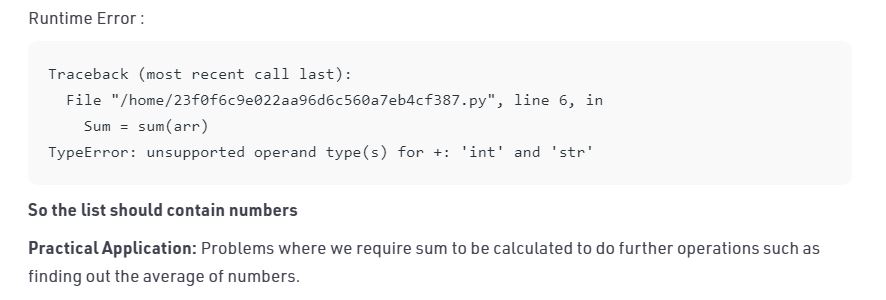 Runtime Error :
Traceback (most recent call last):
File "/home/23f0f6c9e022aa96d6c560a7eb4cf387.py", line 6, in
Sum = sum(arr)
TypeError: unsupported operand type(s) for +: 'int' and 'str'
So the list should contain numbers
Practical Application: Problems where we require sum to be calculated to do further operations such as
finding out the average of numbers.